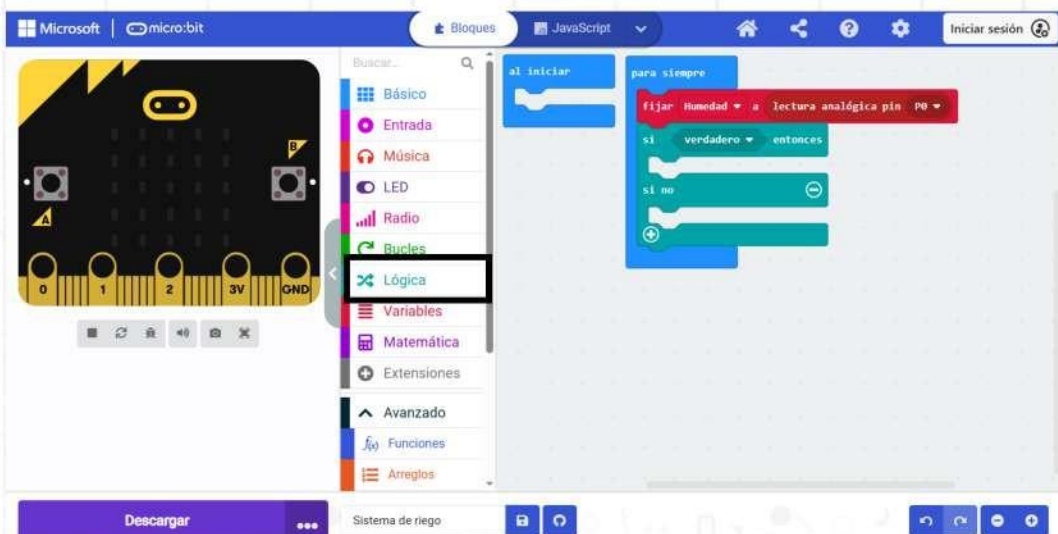 Microsoft | micro:bit
Bloques
JavaScript
Iniciar sesión
Buscar...
Básico
Entrada
Música
LED
Radio
Bucles
Lógica
Variables
Matemática
Extensiones
Avanzado
f(x) Funciones
Arreglos
al iniciar
para siempre
fijar Humedad a lectura analógica pin P0
si verdadero entonces
si no
B
A
0 1 2 3V GND
Descargar
Sistema de riego